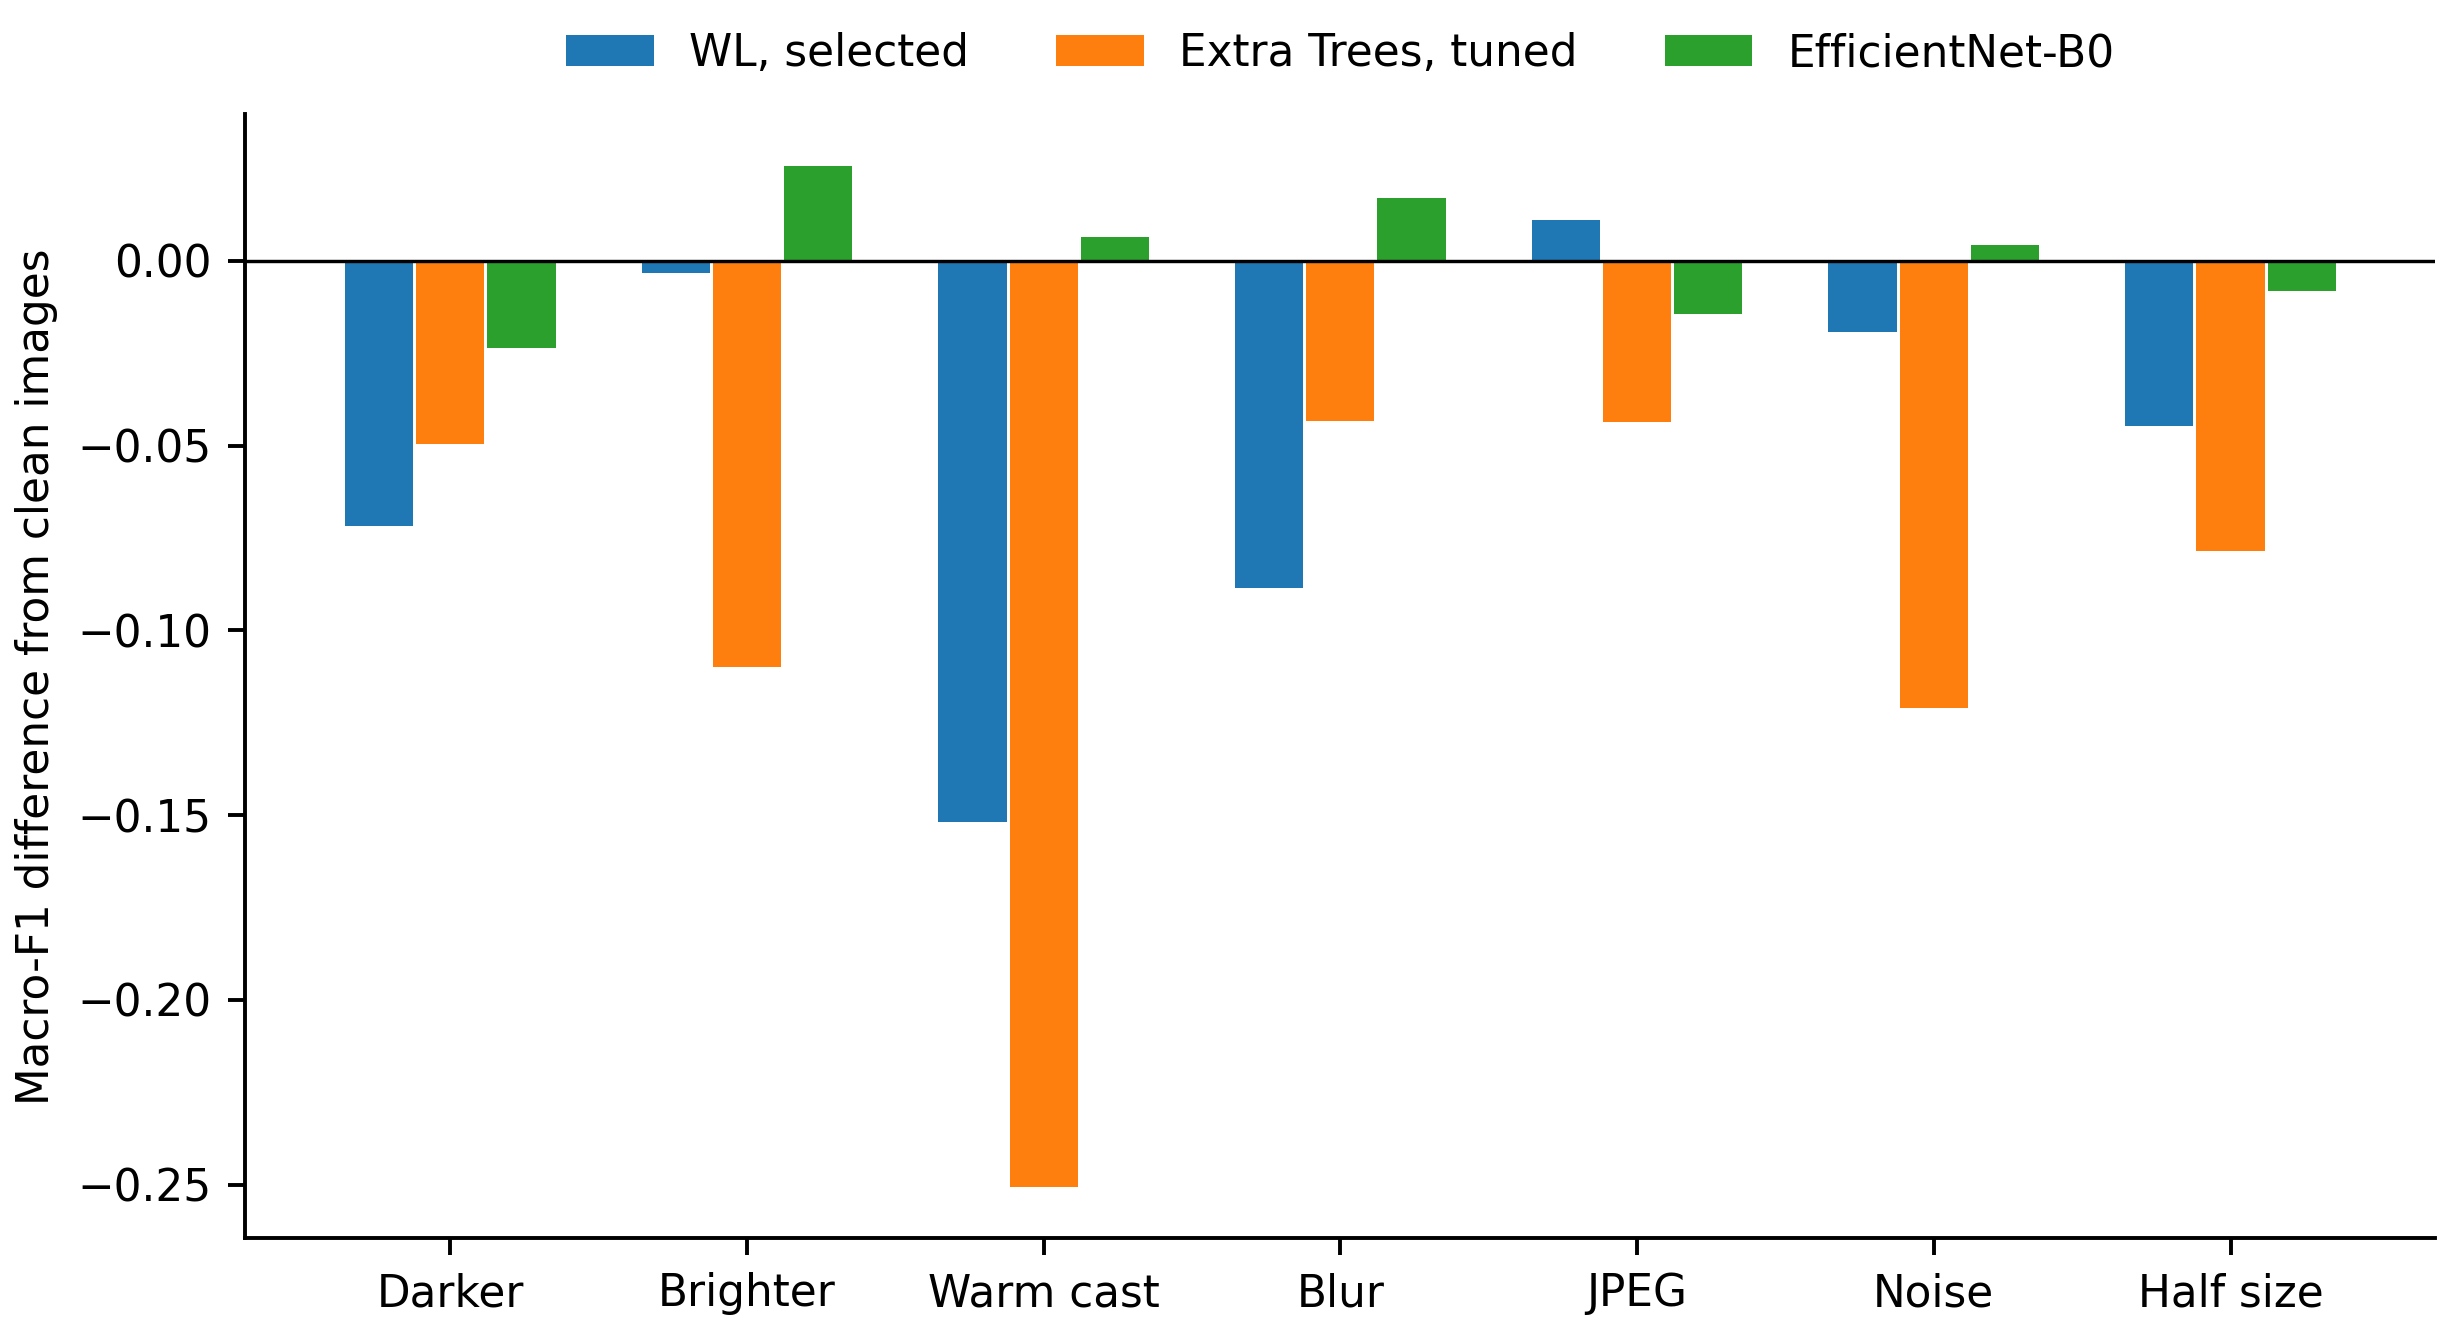 WL, selected
Extra Trees, tuned
EfficientNet-B0
Macro-F1 difference from clean images
0.00
−0.05
−0.10
−0.15
−0.20
−0.25
Darker
Brighter
Warm cast
Blur
JPEG
Noise
Half size